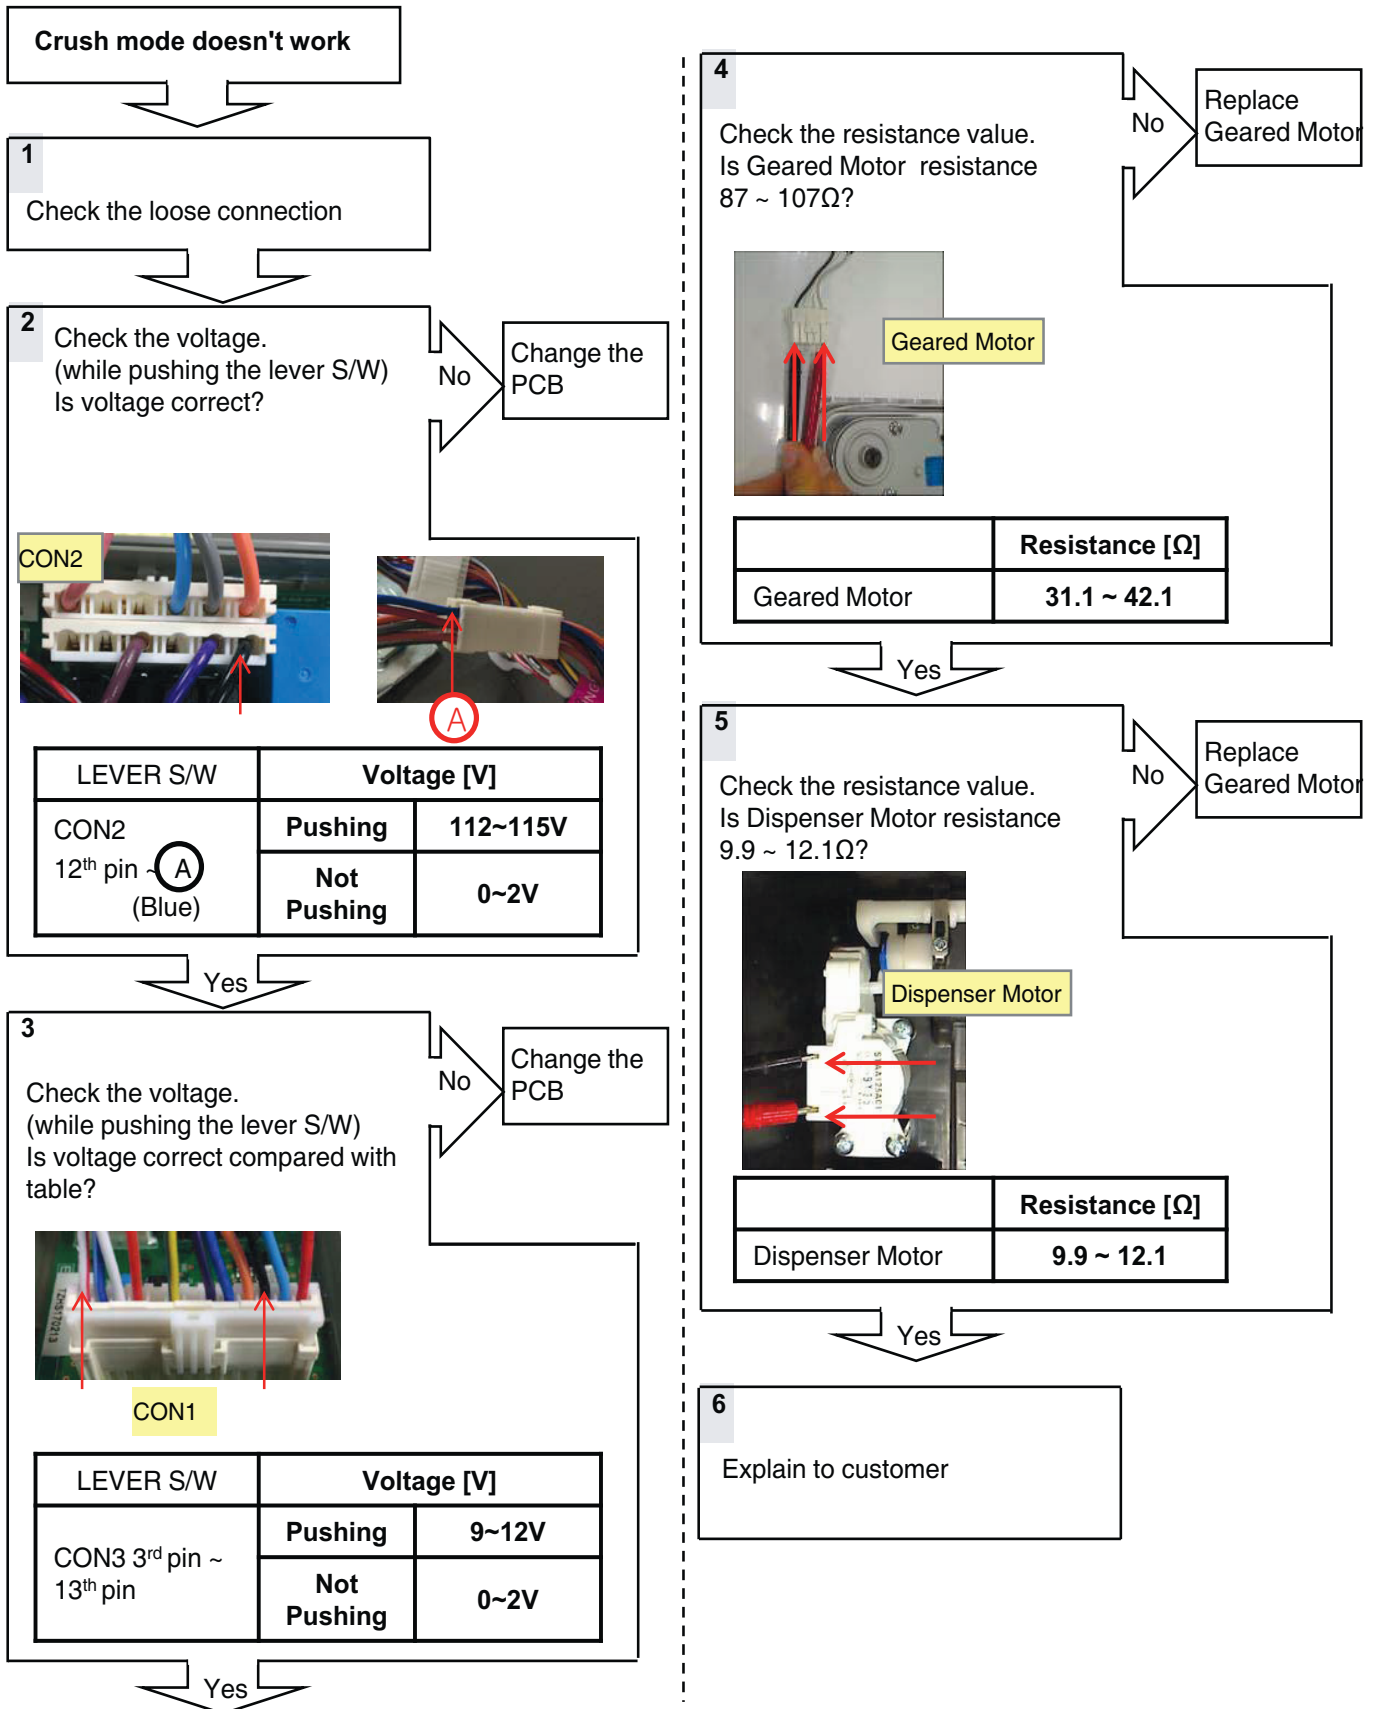 Crush mode doesn't work
1
Check the loose connection
2
Check the voltage.
(while pushing the lever S/W)
Is voltage correct?
No
Change the
PCB
CON2
A
LEVER S/W
Voltage [V]
CON2
12th pin ~ A
(Blue)
Pushing
112~115V
Not
Pushing
0~2V
Yes
3
Check the voltage.
(while pushing the lever S/W)
Is voltage correct compared with
table?
No
Change the
PCB
CON1
LEVER S/W
Voltage [V]
CON3 3rd pin ~
13th pin
Pushing
9~12V
Not
Pushing
0~2V
Yes
4
Check the resistance value.
Is Geared Motor resistance
87 ~ 107Ω?
No
Replace
Geared Motor
Geared Motor
Resistance [Ω]
Geared Motor
31.1 ~ 42.1
Yes
5
Check the resistance value.
Is Dispenser Motor resistance
9.9 ~ 12.1Ω?
No
Replace
Geared Motor
Dispenser Motor
Resistance [Ω]
Dispenser Motor
9.9 ~ 12.1
Yes
6
Explain to customer